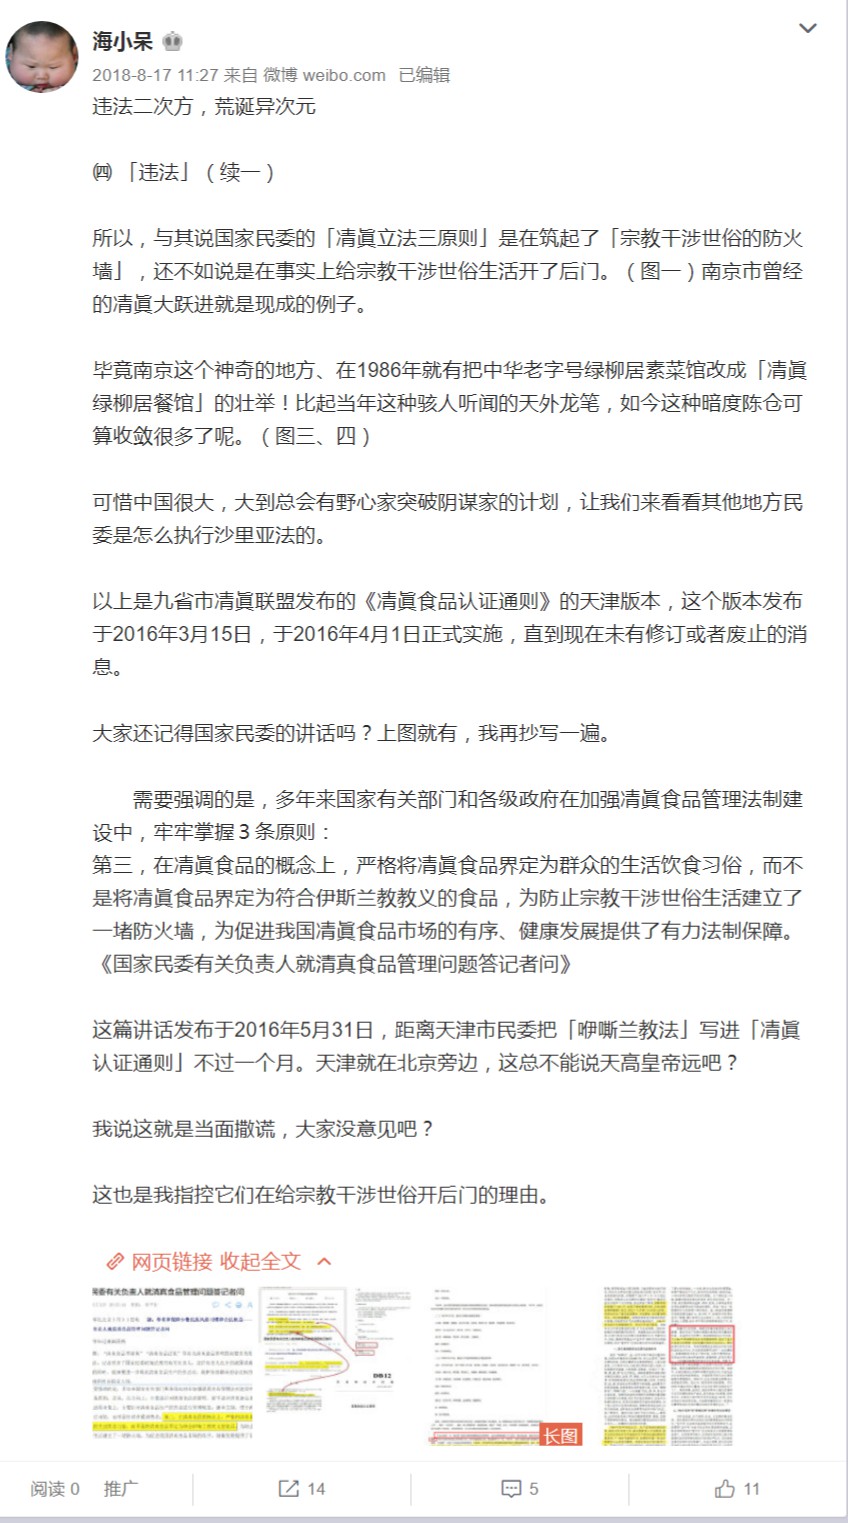 海小呆
2018-8-17 11:27 来自 微博 weibo.com 已编辑
违法二次方，荒诞异次元
㈣ 「违法」（续一）
所以，与其说国家民委的「凊眞立法三原则」是在筑起了「宗教干涉世俗的防火
墙」，还不如说是在事实上给宗教干涉世俗生活开了后门。（图一）南京市曾经
的凊眞大跃进就是现成的例子。
毕竟南京这个神奇的地方、在1986年就有把中华老字号绿柳居素菜馆改成「凊眞
绿柳居餐馆」的壮举！比起当年这种骇人听闻的天外龙笔，如今这种暗度陈仓可
算收敛很多了呢。（图三、四）
可惜中国很大，大到总会有野心家突破阴谋家的计划，让我们来看看其他地方民
委是怎么执行沙里亚法的。
以上是九省市凊眞联盟发布的《凊眞食品认证通则》的天津版本，这个版本发布
于2016年3月15日，于2016年4月1日正式实施，直到现在未有修订或者废止的消
息。
大家还记得国家民委的讲话吗？上图就有，我再抄写一遍。
需要强调的是，多年来国家有关部门和各级政府在加强凊眞食品管理法制建
设中，牢牢掌握３条原则：
第三，在凊眞食品的概念上，严格将凊眞食品界定为群众的生活饮食习俗，而不
是将凊眞食品界定为符合伊斯兰教教义的食品，为防止宗教干涉世俗生活建立了
一堵防火墙，为促进我国凊眞食品市场的有序、健康发展提供了有力法制保障。
《国家民委有关负责人就清真食品管理问题答记者问》
这篇讲话发布于2016年5月31日，距离天津市民委把「咿嘶兰教法」写进「凊眞
认证通则」不过一个月。天津就在北京旁边，这总不能说天高皇帝远吧？
我说这就是当面撒谎，大家没意见吧？
这也是我指控它们在给宗教干涉世俗开后门的理由。
网页链接 收起全文
民委有关负责人就清真食品管理问题答记者问
DB12
长图
阅读 0 推广 14 5 11